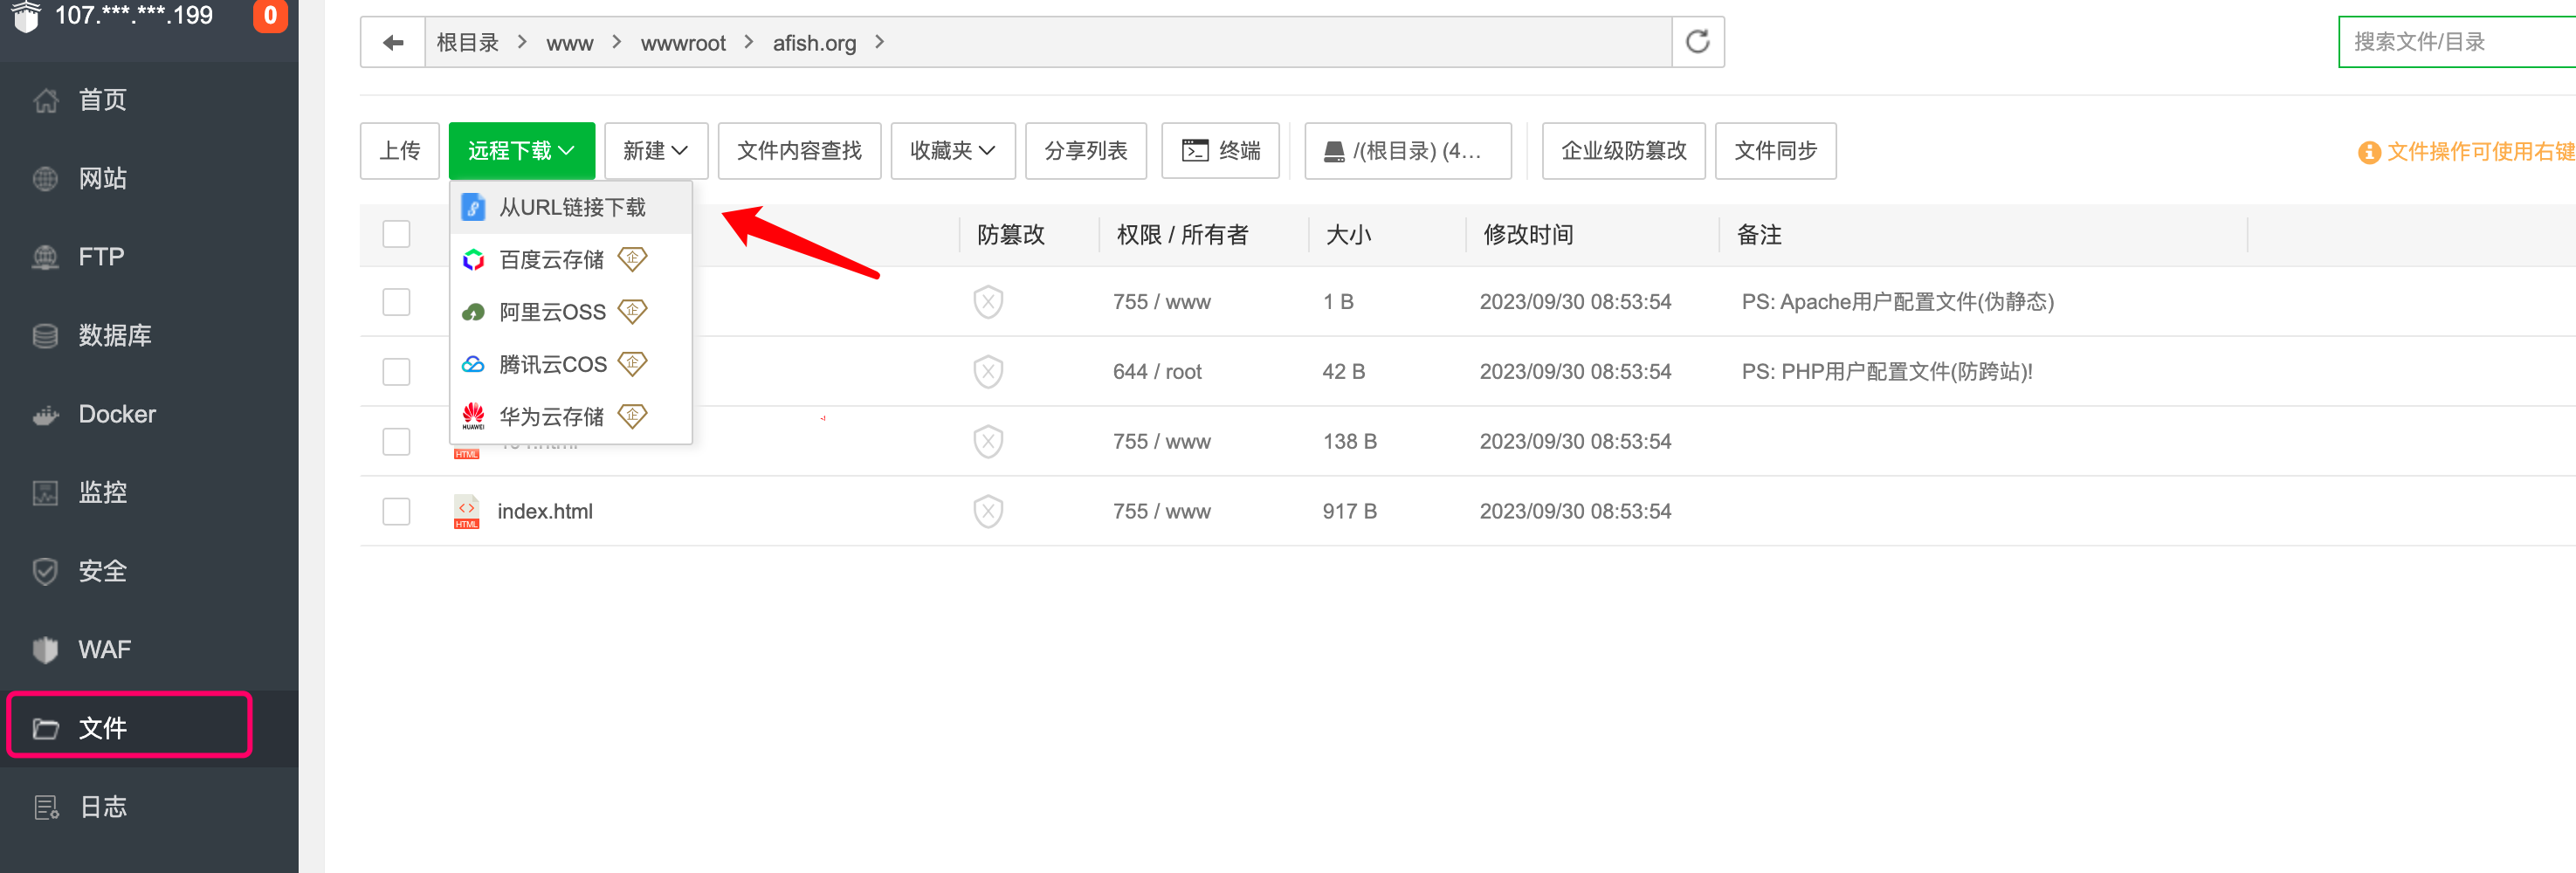 107.***.***.199 0
首页
网站
FTP
数据库
Docker
监控
安全
WAF
文件
日志
根目录 > www > wwwroot > afish.org >
搜索文件/目录
上传 远程下载 新建 文件内容查找 收藏夹 分享列表 终端 /(根目录) (4... 企业级防篡改 文件同步
文件操作可使用右键
从URL链接下载
百度云存储 企
阿里云OSS 企
腾讯云COS 企
HUAWEI 华为云存储 企
防篡改 权限 / 所有者 大小 修改时间 备注
755 / www 1 B 2023/09/30 08:53:54 PS: Apache用户配置文件(伪静态)
644 / root 42 B 2023/09/30 08:53:54 PS: PHP用户配置文件(防跨站)!
HTML 755 / www 138 B 2023/09/30 08:53:54
HTML index.html 755 / www 917 B 2023/09/30 08:53:54